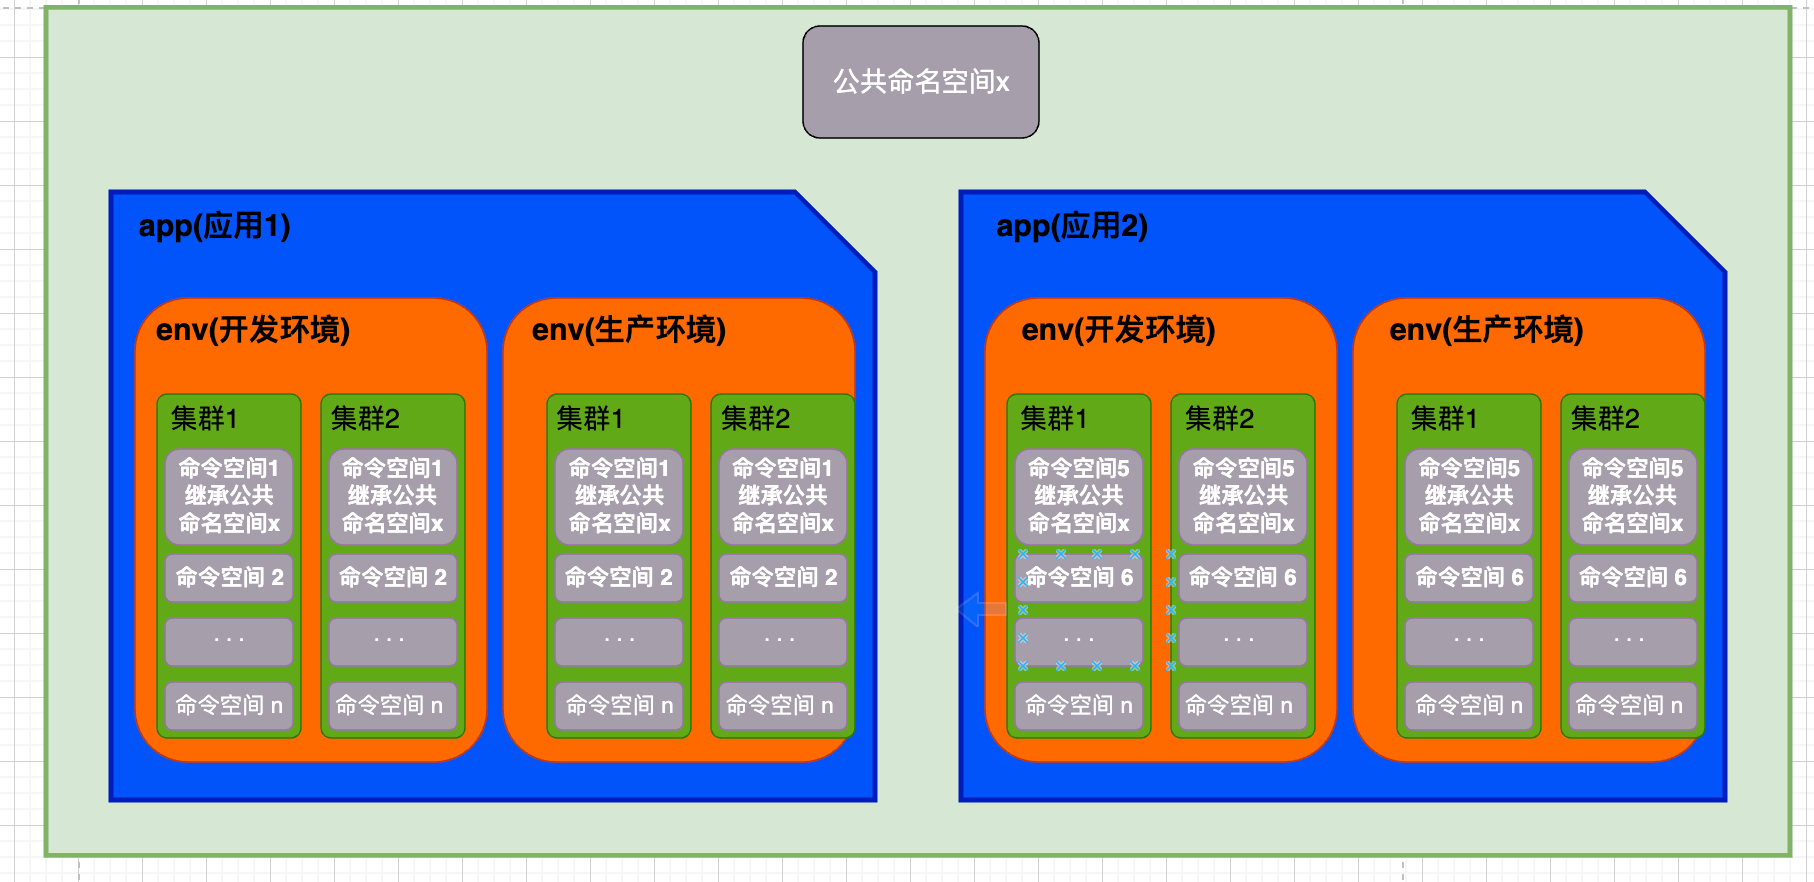 公共命名空间x
app(应用1)
env(开发环境)
集群1
命令空间1
继承公共
命名空间x
命令空间 2
···
命令空间 n
集群2
命令空间1
继承公共
命名空间x
命令空间 2
···
命令空间 n
env(生产环境)
集群1
命令空间1
继承公共
命名空间x
命令空间 2
···
命令空间 n
集群2
命令空间1
继承公共
命名空间x
命令空间 2
···
命令空间 n
app(应用2)
env(开发环境)
集群1
命令空间5
继承公共
命名空间x
命令空间 6
···
命令空间 n
集群2
命令空间5
继承公共
命名空间x
命令空间 6
···
命令空间 n
env(生产环境)
集群1
命令空间5
继承公共
命名空间x
命令空间 6
···
命令空间 n
集群2
命令空间5
继承公共
命名空间x
命令空间 6
···
命令空间 n